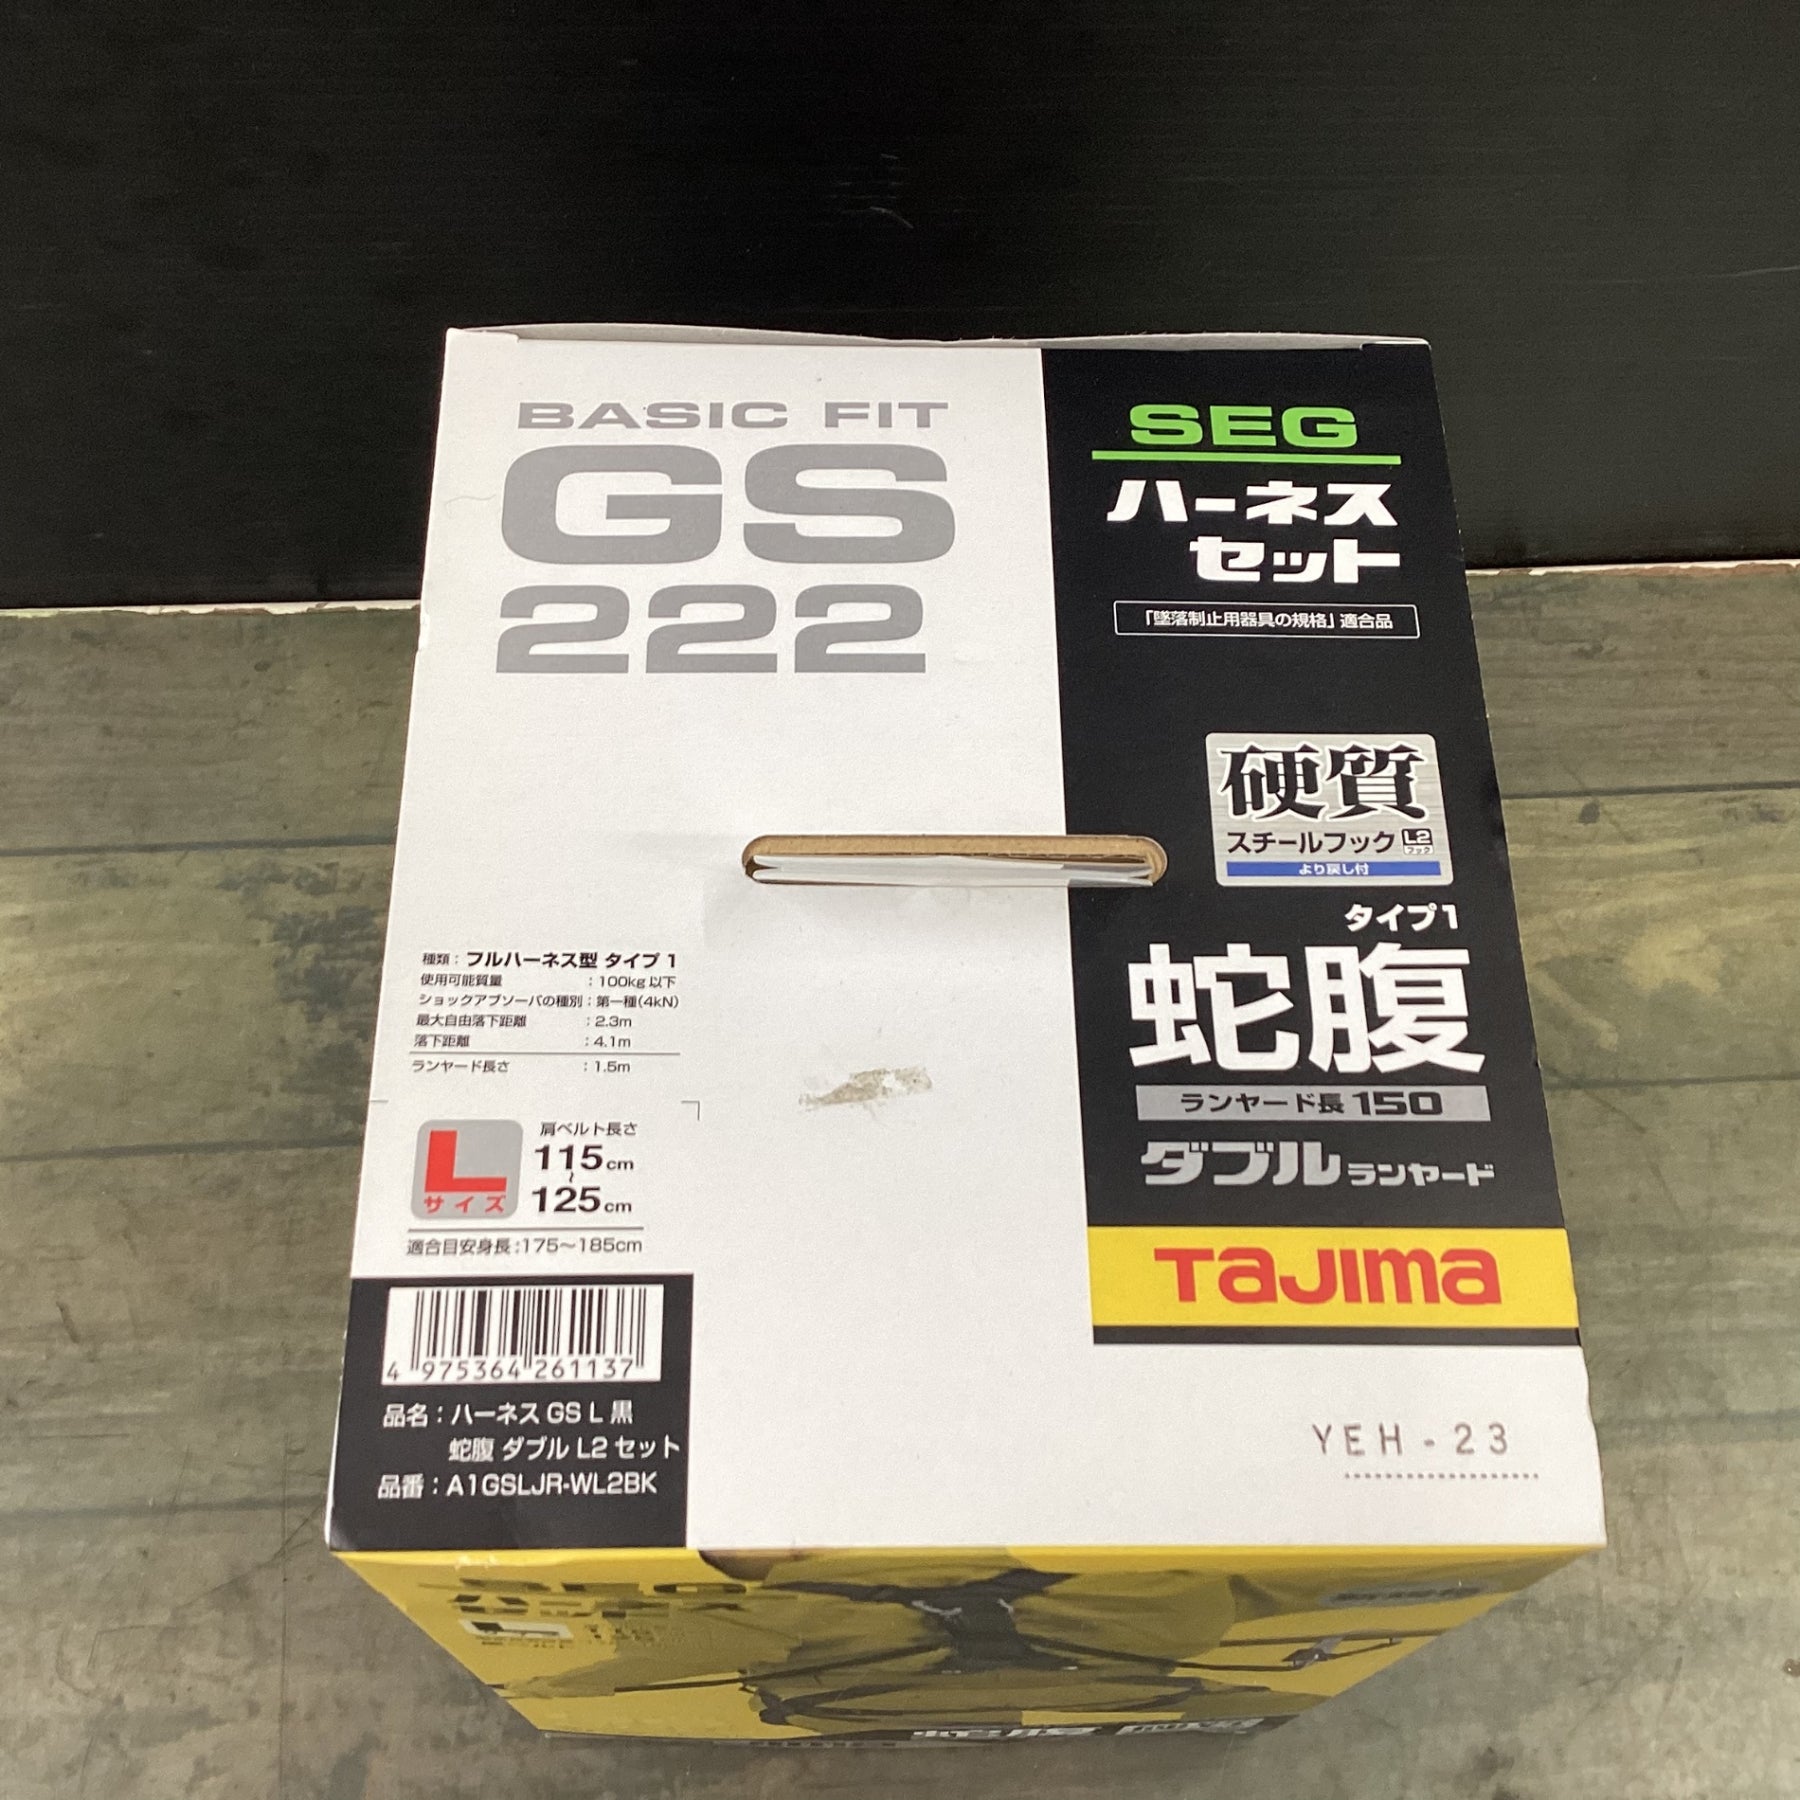 BASIC FIT
GS
222
SEG
ハーネス
セット
「墜落制止用器具の規格」適合品
硬質
スチールフック L2
フック
より戻し付
タイプ1
蛇腹
ランヤード長 150
ダブル ランヤード
TAJIMA
種類：フルハーネス型 タイプ 1
使用可能質量 ：100kg 以下
ショックアブソーバの種別：第一種(4kN)
最大自由落下距離 ：2.3m
落下距離 ：4.1m
ランヤード長さ ：1.5m
L
サイズ
肩ベルト長さ
115cm
〜
125cm
適合目安身長：175〜185cm
4 975364 261137
品名：ハーネス GS L 黒
蛇腹 ダブル L2 セット
品番：A1GSLJR-WL2BK
YEH-23